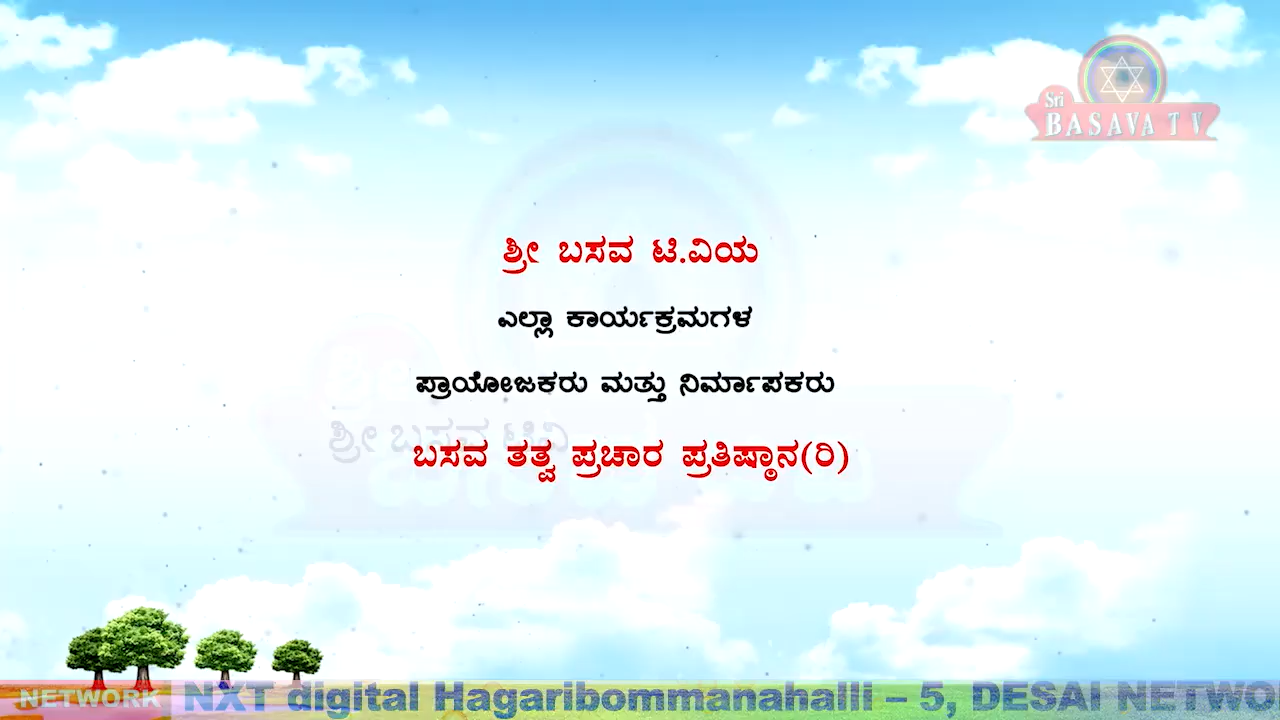 Sri
BASAVA TV
ಶ್ರೀ ಬಸವ ಟಿ.ವಿಯ
ಎಲ್ಲಾ ಕಾರ್ಯಕ್ರಮಗಳ
ಪ್ರಾಯೋಜಕರು ಮತ್ತು ನಿರ್ಮಾಪಕರು
ಶ್ರೀ ಬಸವ ಟಿವಿ
ಬಸವ ತತ್ವ ಪ್ರಚಾರ ಪ್ರತಿಷ್ಠಾನ(ರಿ)
NETWORK NXT digital Hagaribommanahalli – 5, DESAI NETWO